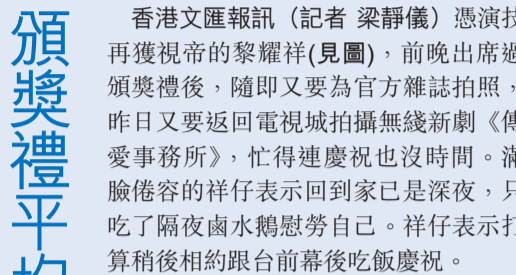 頒獎禮平
香港文匯報訊（記者 梁靜儀）憑演技
再獲視帝的黎耀祥(見圖)，前晚出席過
頒獎禮後，隨即又要為官方雜誌拍照，
昨日又要返回電視城拍攝無綫新劇《傳
愛事務所》，忙得連慶祝也沒時間。滿
臉倦容的祥仔表示回到家已是深夜，只
吃了隔夜鹵水鵝慰勞自己。祥仔表示打
算稍後相約跟台前幕後吃飯慶祝。